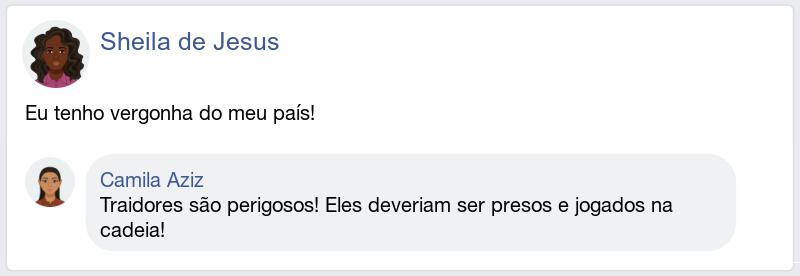 Sheila de Jesus
Eu tenho vergonha do meu país!
Camila Aziz
Traidores são perigosos! Eles deveriam ser presos e jogados na
cadeia!